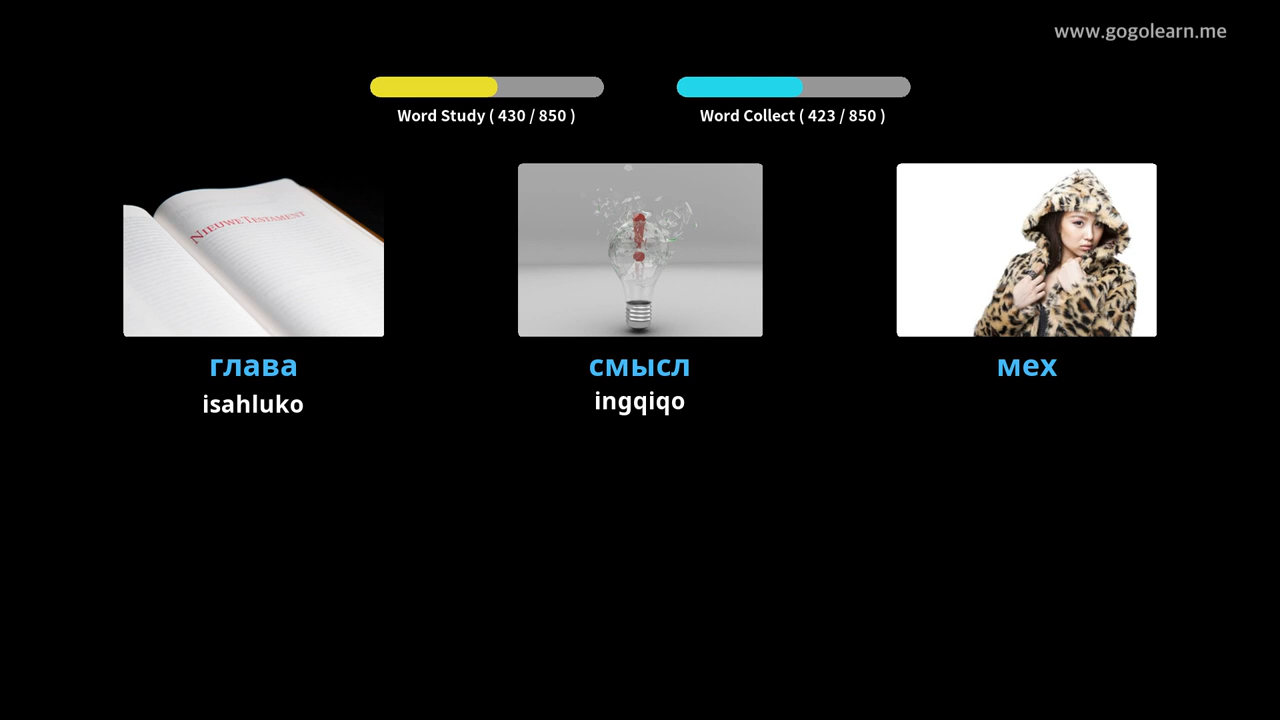 www.gogolearn.me
Word Study ( 430 / 850 )
Word Collect ( 423 / 850 )
NIEUWE TESTAMENT
глава
смысл
мех
isahluko
ingqiqo